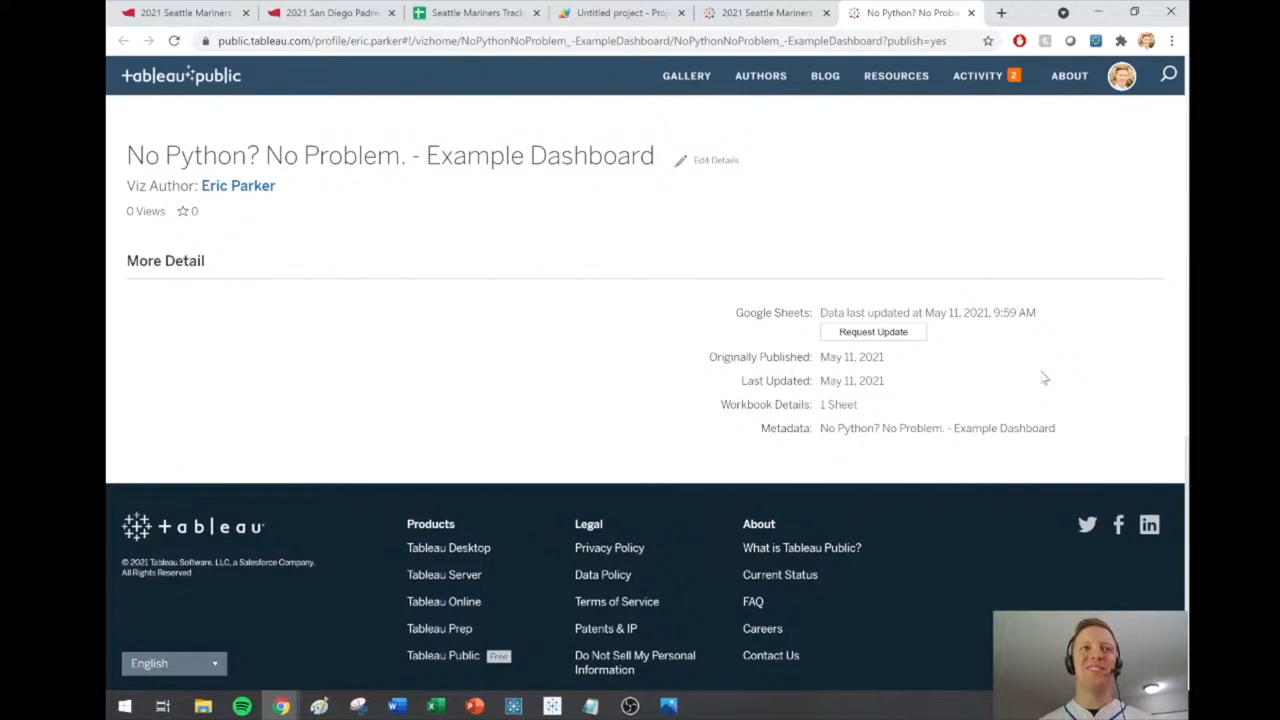 2021 Seattle Mariners
2021 San Diego Padre
Seattle Mariners Track
Untitled project - Proj
2021 Seattle Mariners
No Python? No Proble
public.tableau.com/profile/eric.parker#!/vizhome/NoPythonNoProblem_-ExampleDashboard/NoPythonNoProblem_-ExampleDashboard?publish=yes
tableau public
GALLERY
AUTHORS
BLOG
RESOURCES
ACTIVITY 2
ABOUT
No Python? No Problem. - Example Dashboard
Edit Details
Viz Author: Eric Parker
0 Views ☆ 0
More Detail
Google Sheets: Data last updated at May 11, 2021, 9:59 AM
Request Update
Originally Published: May 11, 2021
Last Updated: May 11, 2021
Workbook Details: 1 Sheet
Metadata: No Python? No Problem. - Example Dashboard
tableau
© 2021 Tableau Software, LLC, a Salesforce Company.
All Rights Reserved
English
Products
Tableau Desktop
Tableau Server
Tableau Online
Tableau Prep
Tableau Public Free
Legal
Privacy Policy
Data Policy
Terms of Service
Patents & IP
Do Not Sell My Personal
Information
About
What is Tableau Public?
Current Status
FAQ
Careers
Contact Us